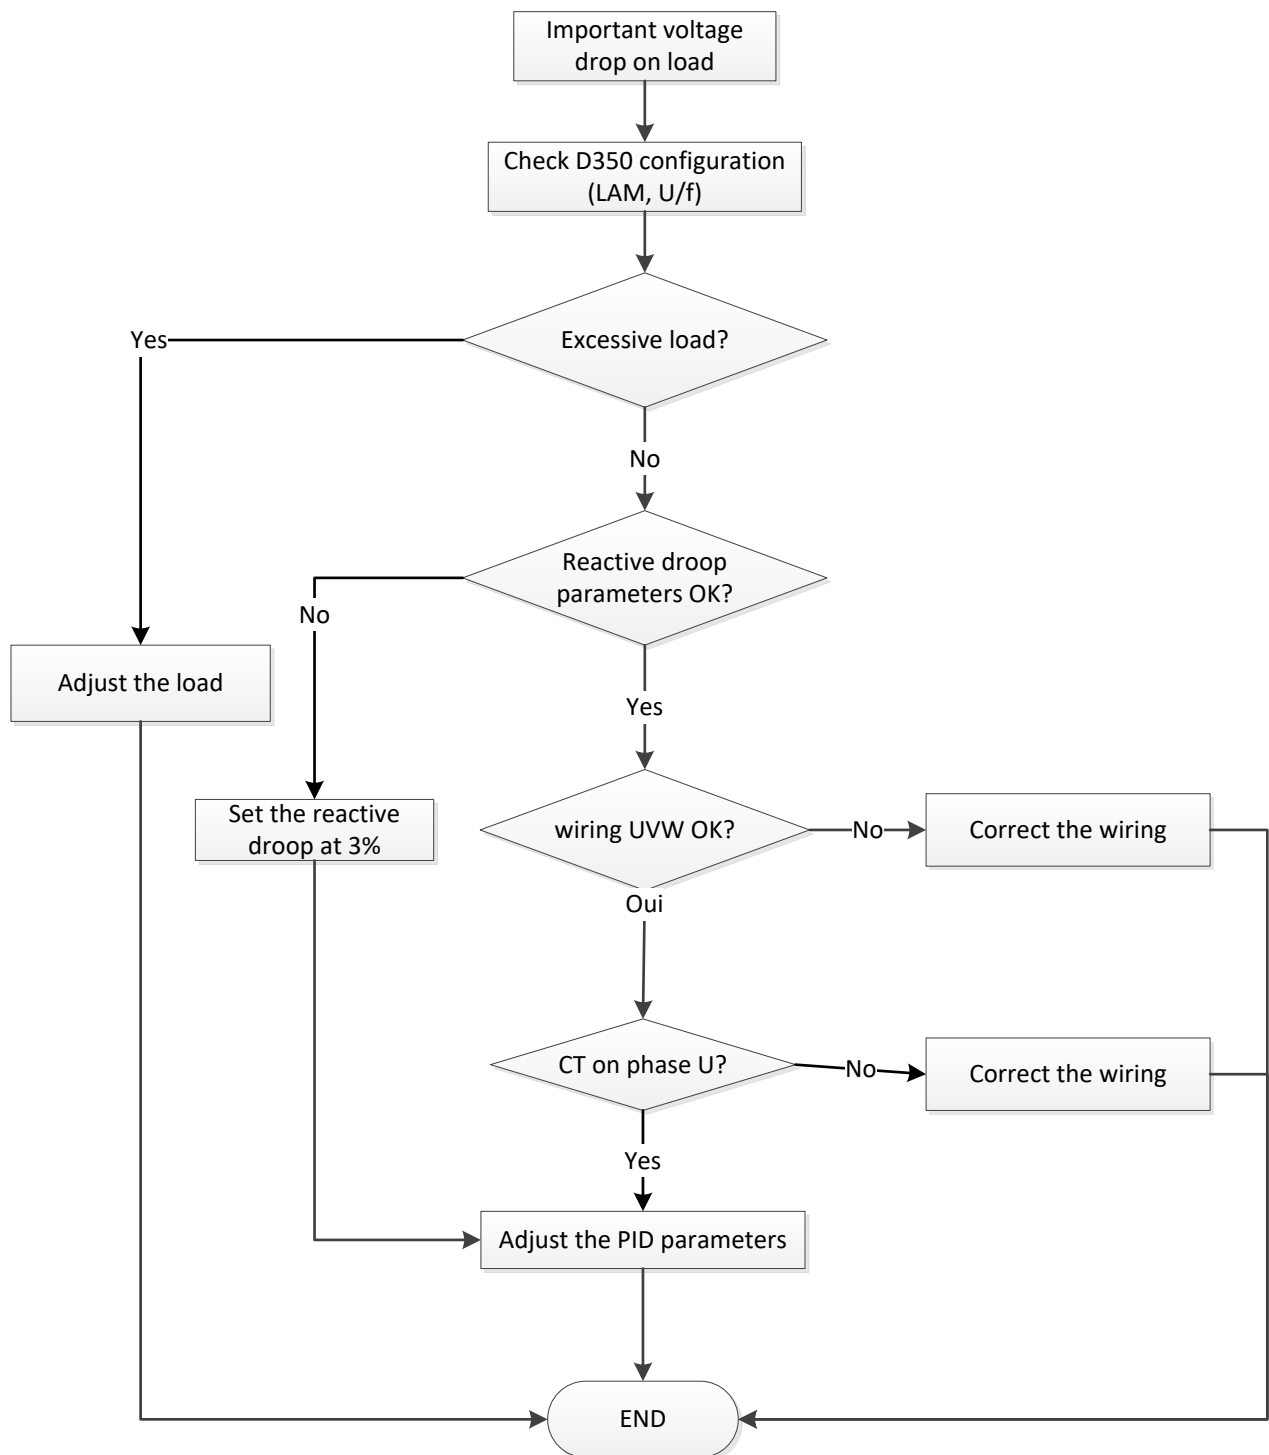 Important voltage
drop on load
Check D350 configuration
(LAM, U/f)
Excessive load?
Yes
No
Reactive droop
parameters OK?
No
Adjust the load
Yes
Set the reactive
droop at 3%
wiring UVW OK?
No
Correct the wiring
Oui
CT on phase U?
No
Correct the wiring
Yes
Adjust the PID parameters
END